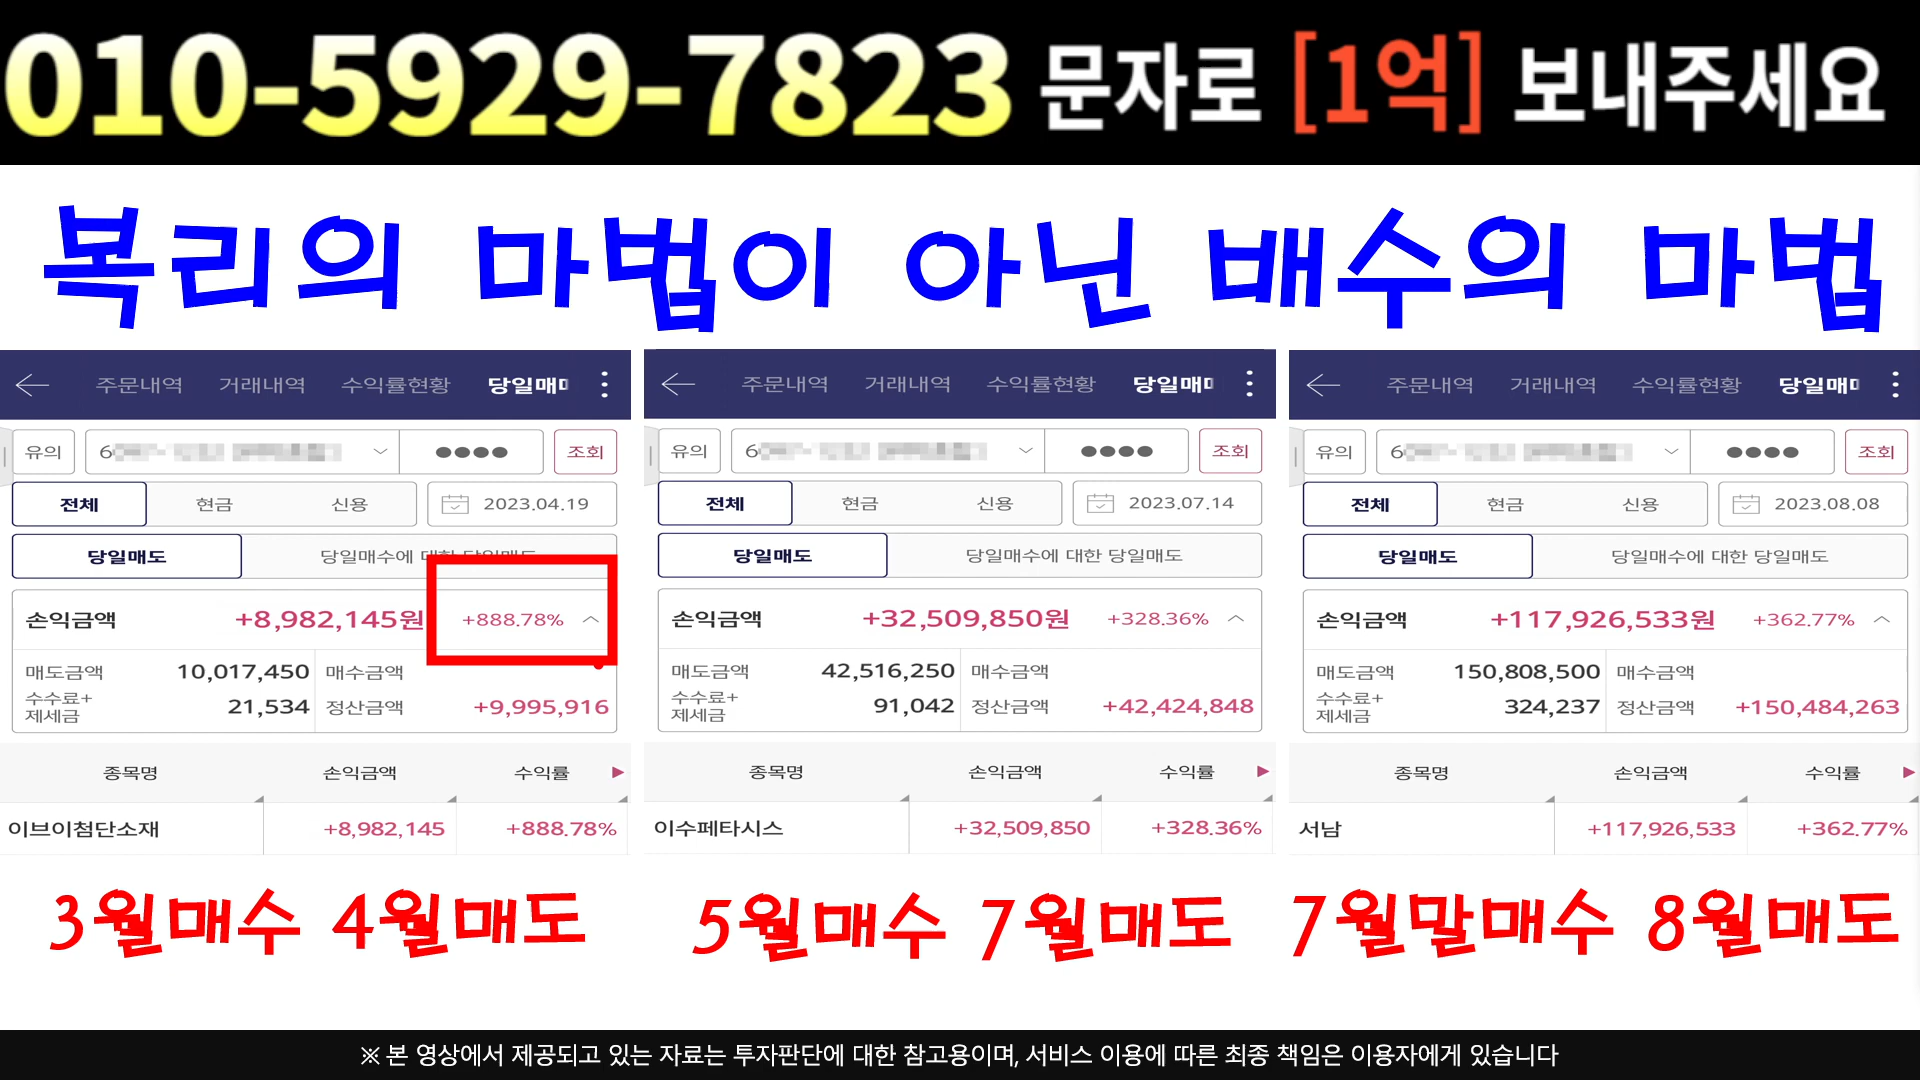 010-5929-7823 문자로 [1억] 보내주세요
복리의 마법이 아닌 배수의 마법
주문내역 거래내역 수익률현황 당일매
유의 6 ●●●● 조회
전체 현금 신용 2023.04.19
당일매도 당일매수에 대한 당일매도
손익금액 +8,982,145원 +888.78%
매도금액 10,017,450 매수금액
수수료+
제세금 21,534 정산금액 +9,995,916
종목명 손익금액 수익률
이브이첨단소재 +8,982,145 +888.78%
3월매수 4월매도
주문내역 거래내역 수익률현황 당일매
유의 6 ●●●● 조회
전체 현금 신용 2023.07.14
당일매도 당일매수에 대한 당일매도
손익금액 +32,509,850원 +328.36%
매도금액 42,516,250 매수금액
수수료+
제세금 91,042 정산금액 +42,424,848
종목명 손익금액 수익률
이수페타시스 +32,509,850 +328.36%
5월매수 7월매도
주문내역 거래내역 수익률현황 당일매
유의 6 ●●●● 조회
전체 현금 신용 2023.08.08
당일매도 당일매수에 대한 당일매도
손익금액 +117,926,533원 +362.77%
매도금액 150,808,500 매수금액
수수료+
제세금 324,237 정산금액 +150,484,263
종목명 손익금액 수익률
서남 +117,926,533 +362.77%
7월말매수 8월매도
※ 본 영상에서 제공되고 있는 자료는 투자판단에 대한 참고용이며, 서비스 이용에 따른 최종 책임은 이용자에게 있습니다